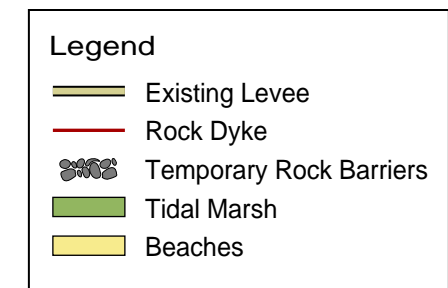 Legend
Existing Levee
Rock Dyke
Temporary Rock Barriers
Tidal Marsh
Beaches